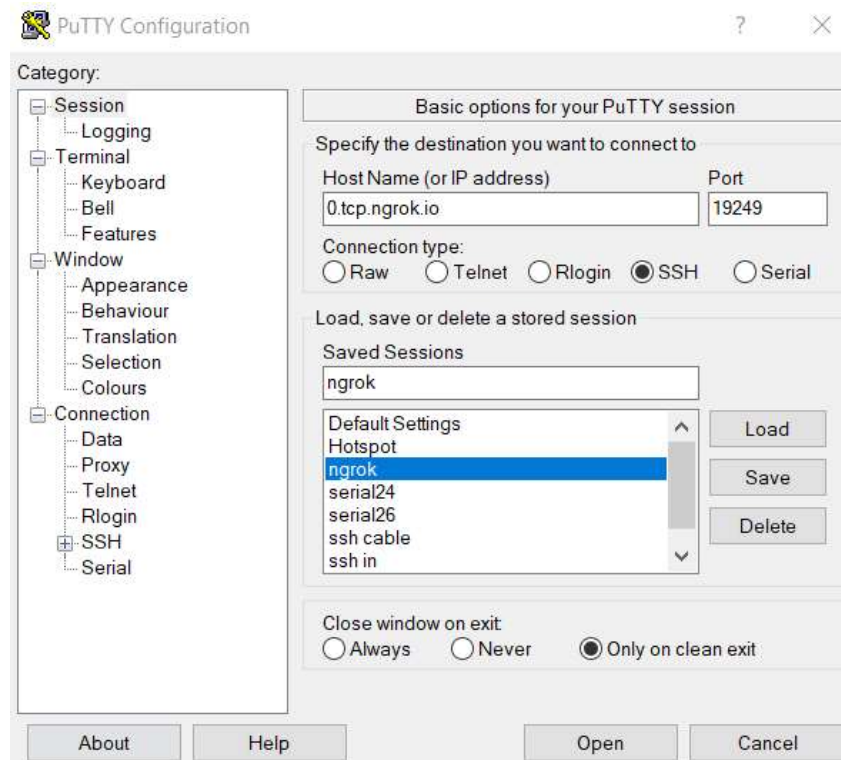 PuTTY Configuration
?
Category:
Session
Logging
Terminal
Keyboard
Bell
Features
Window
Appearance
Behaviour
Translation
Selection
Colours
Connection
Data
Proxy
Telnet
Rlogin
SSH
Serial
Basic options for your PuTTY session
Specify the destination you want to connect to
Host Name (or IP address) Port
0.tcp.ngrok.io 19249
Connection type:
Raw Telnet Rlogin SSH Serial
Load, save or delete a stored session
Saved Sessions
ngrok
Default Settings
Hotspot
ngrok
serial24
serial26
ssh cable
ssh in
Load
Save
Delete
Close window on exit:
Always Never Only on clean exit
About Help Open Cancel